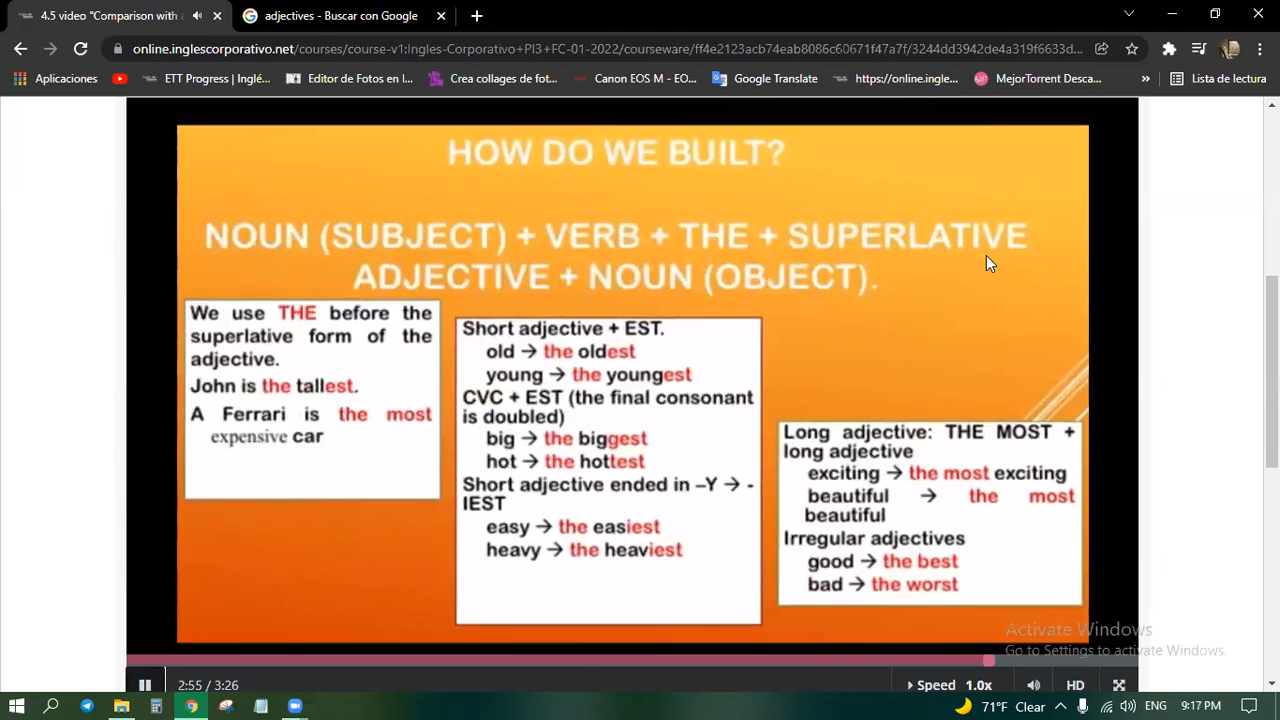 4.5 video "Comparison with
adjectives - Buscar con Google
online.inglescorporativo.net/courses/course-v1:Ingles-Corporativo+PI3+FC-01-2022/courseware/ff4e2123acb74eab8086c60671f47a7f/3244dd3942de4a319f6633d...
Aplicaciones
ETT Progress | Inglé...
Editor de Fotos en l...
Crea collages de fot...
Canon EOS M - EO...
Google Translate
https://online.ingle...
MejorTorrent Desca...
»
Lista de lectura
HOW DO WE BUILT?
NOUN (SUBJECT) + VERB + THE + SUPERLATIVE
ADJECTIVE + NOUN (OBJECT).
We use THE before the
superlative form of the
adjective.
John is the tallest.
A Ferrari is the most
expensive car
Short adjective + EST.
old → the oldest
young → the youngest
CVC + EST (the final consonant
is doubled)
big → the biggest
hot → the hottest
Short adjective ended in –Y → -
IEST
easy → the easiest
heavy → the heaviest
Long adjective: THE MOST +
long adjective
exciting → the most exciting
beautiful → the most
beautiful
Irregular adjectives
good → the best
bad → the worst
Activate Windows
Go to Settings to activate Windows.
2:55 / 3:26
Speed 1.0x
HD
71°F Clear
ENG
9:17 PM